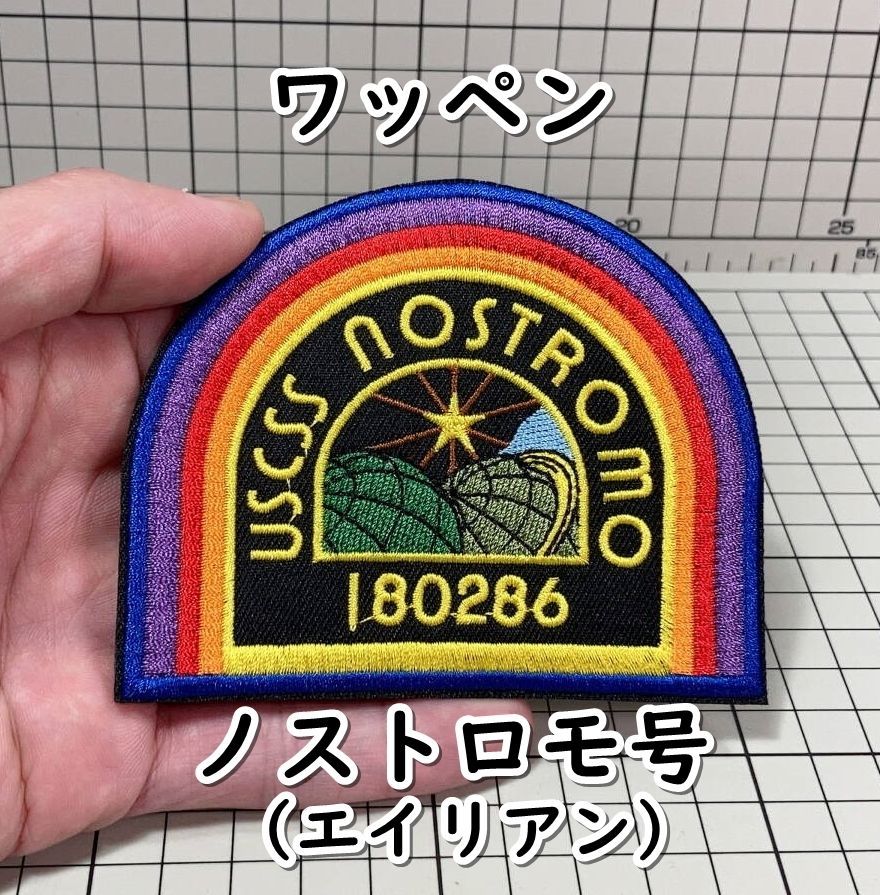 ワッペン
20 25
85
USCSS NOSTROMO
180286
ノストロモ号
(エイリアン)